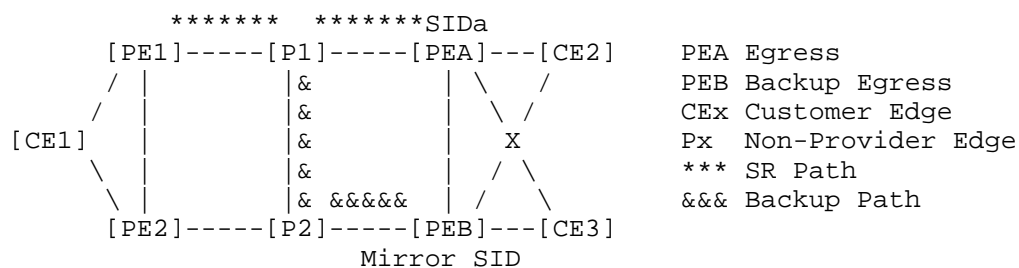 *******  *******SIDa
[PE1]-----[P1]-----[PEA]---[CE2]    PEA Egress
/ |         |&         | \   /      PEB Backup Egress
/  |         |&         |  \ /       CEx Customer Edge
[CE1]    |         |&         |   X        Px  Non-Provider Edge
\  |         |&         |  / \       *** SR Path
\ |         |& &&&&&   | /   \      &&& Backup Path
[PE2]-----[P2]-----[PEB]---[CE3]
Mirror SID